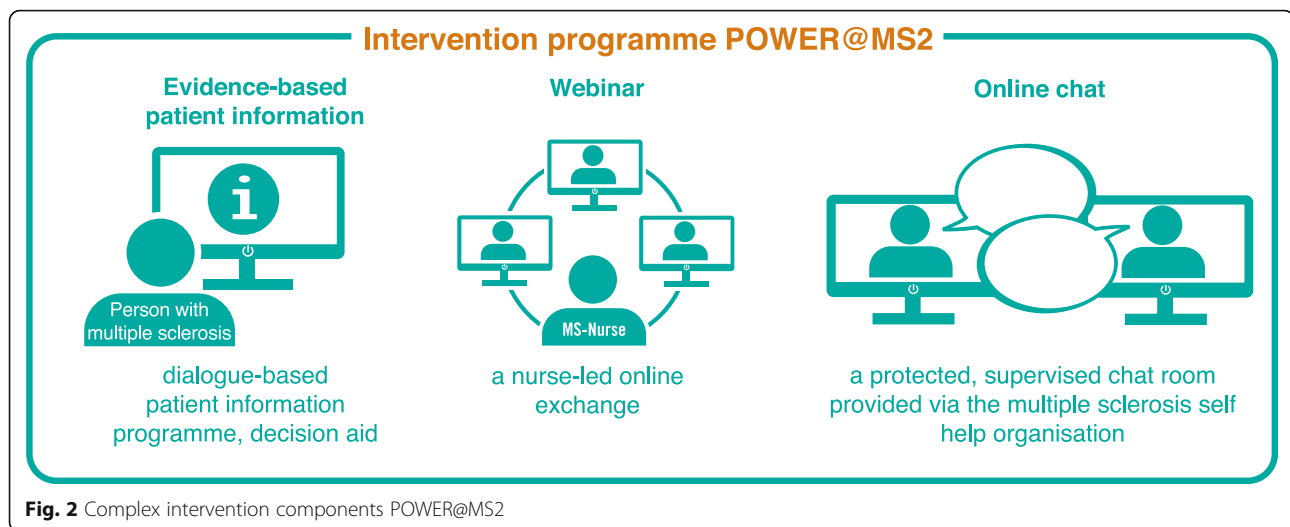 Intervention programme POWER@MS2
Evidence-based
patient information
Person with
multiple sclerosis
dialogue-based
patient information
programme, decision aid
Webinar
MS-Nurse
a nurse-led online
exchange
Online chat
a protected, supervised chat room
provided via the multiple sclerosis self
help organisation
Fig. 2 Complex intervention components POWER@MS2